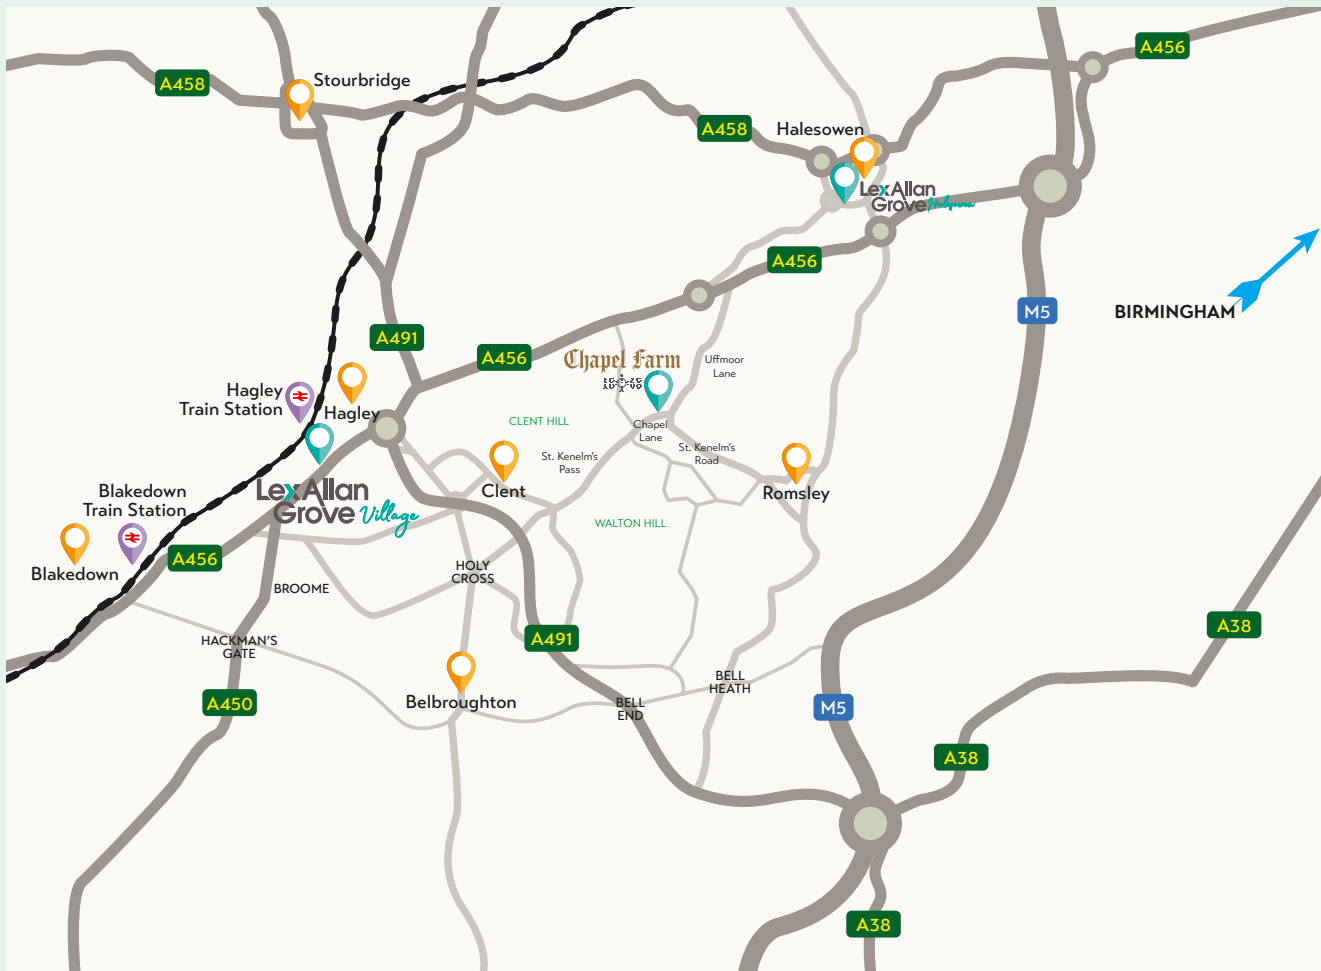 A456
Stourbridge
A458
A458
Halesowen
LexAllan
Grove Halesowen
A456
M5
BIRMINGHAM
A491
A456
Chapel Farm
Uffmoor
Lane
Hagley
Train Station
Hagley
CLENT HILL
Chapel
Lane
St. Kenelm's
Road
St. Kenelm's
Pass
Clent
Romsley
LexAllan
Grove Village
Blakedown
Train Station
WALTON HILL
A456
Blakedown
HOLY
CROSS
BROOME
A491
A38
HACKMAN'S
GATE
BELL
HEATH
A450
Belbroughton
BELL
END
M5
A38
A38